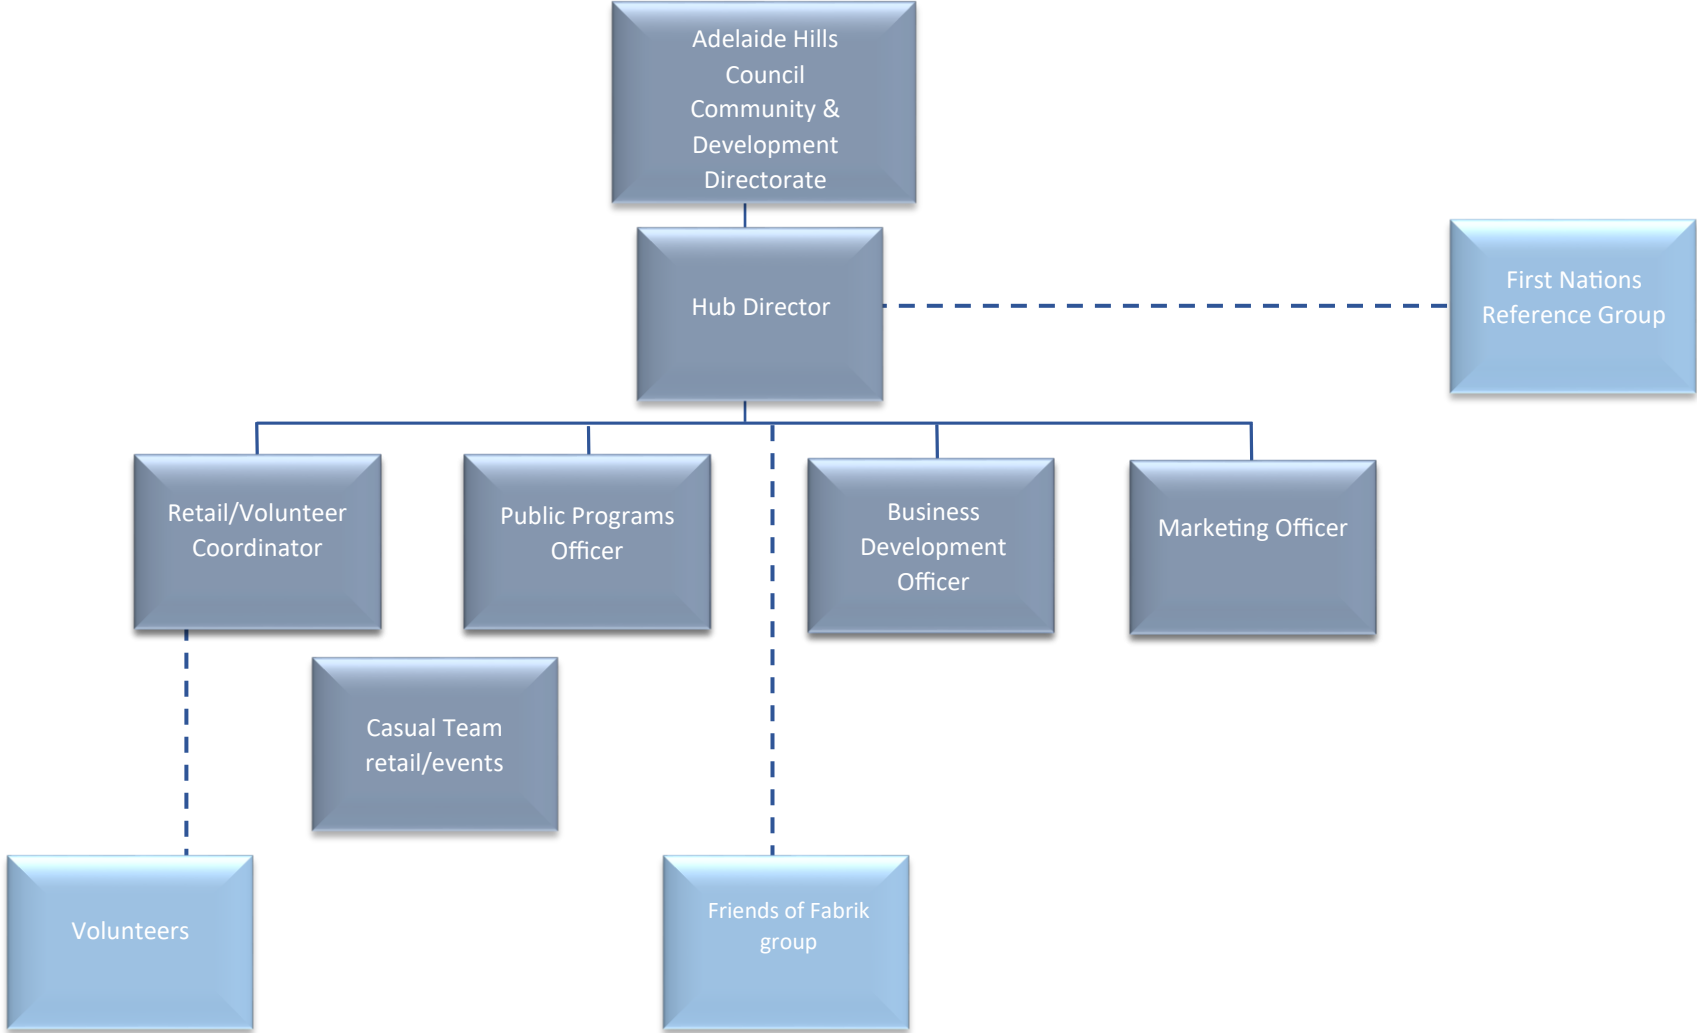 Adelaide Hills
Council
Community &
Development
Directorate
Hub Director
First Nations
Reference Group
Retail/Volunteer
Coordinator
Public Programs
Officer
Business
Development
Officer
Marketing Officer
Casual Team
retail/events
Volunteers
Friends of Fabrik
group